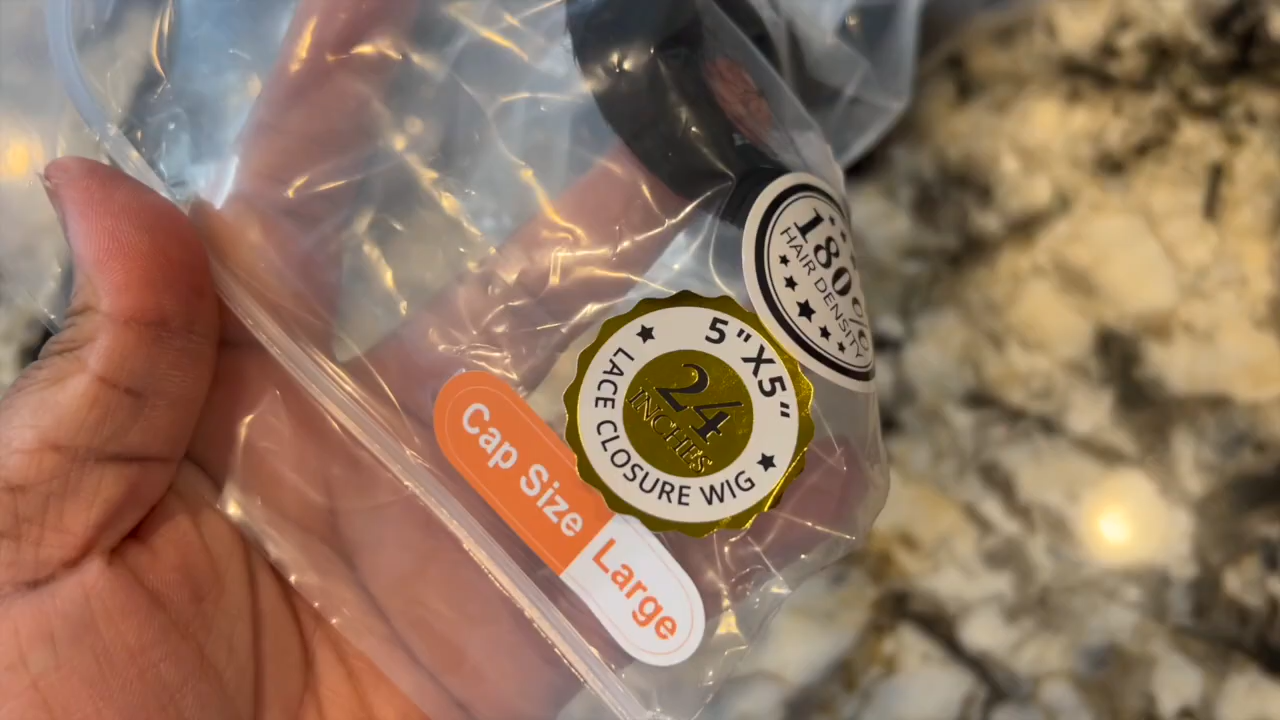 180%
HAIR DENSITY
5"X5"
24
INCHES
LACE CLOSURE WIG
Cap Size
Large